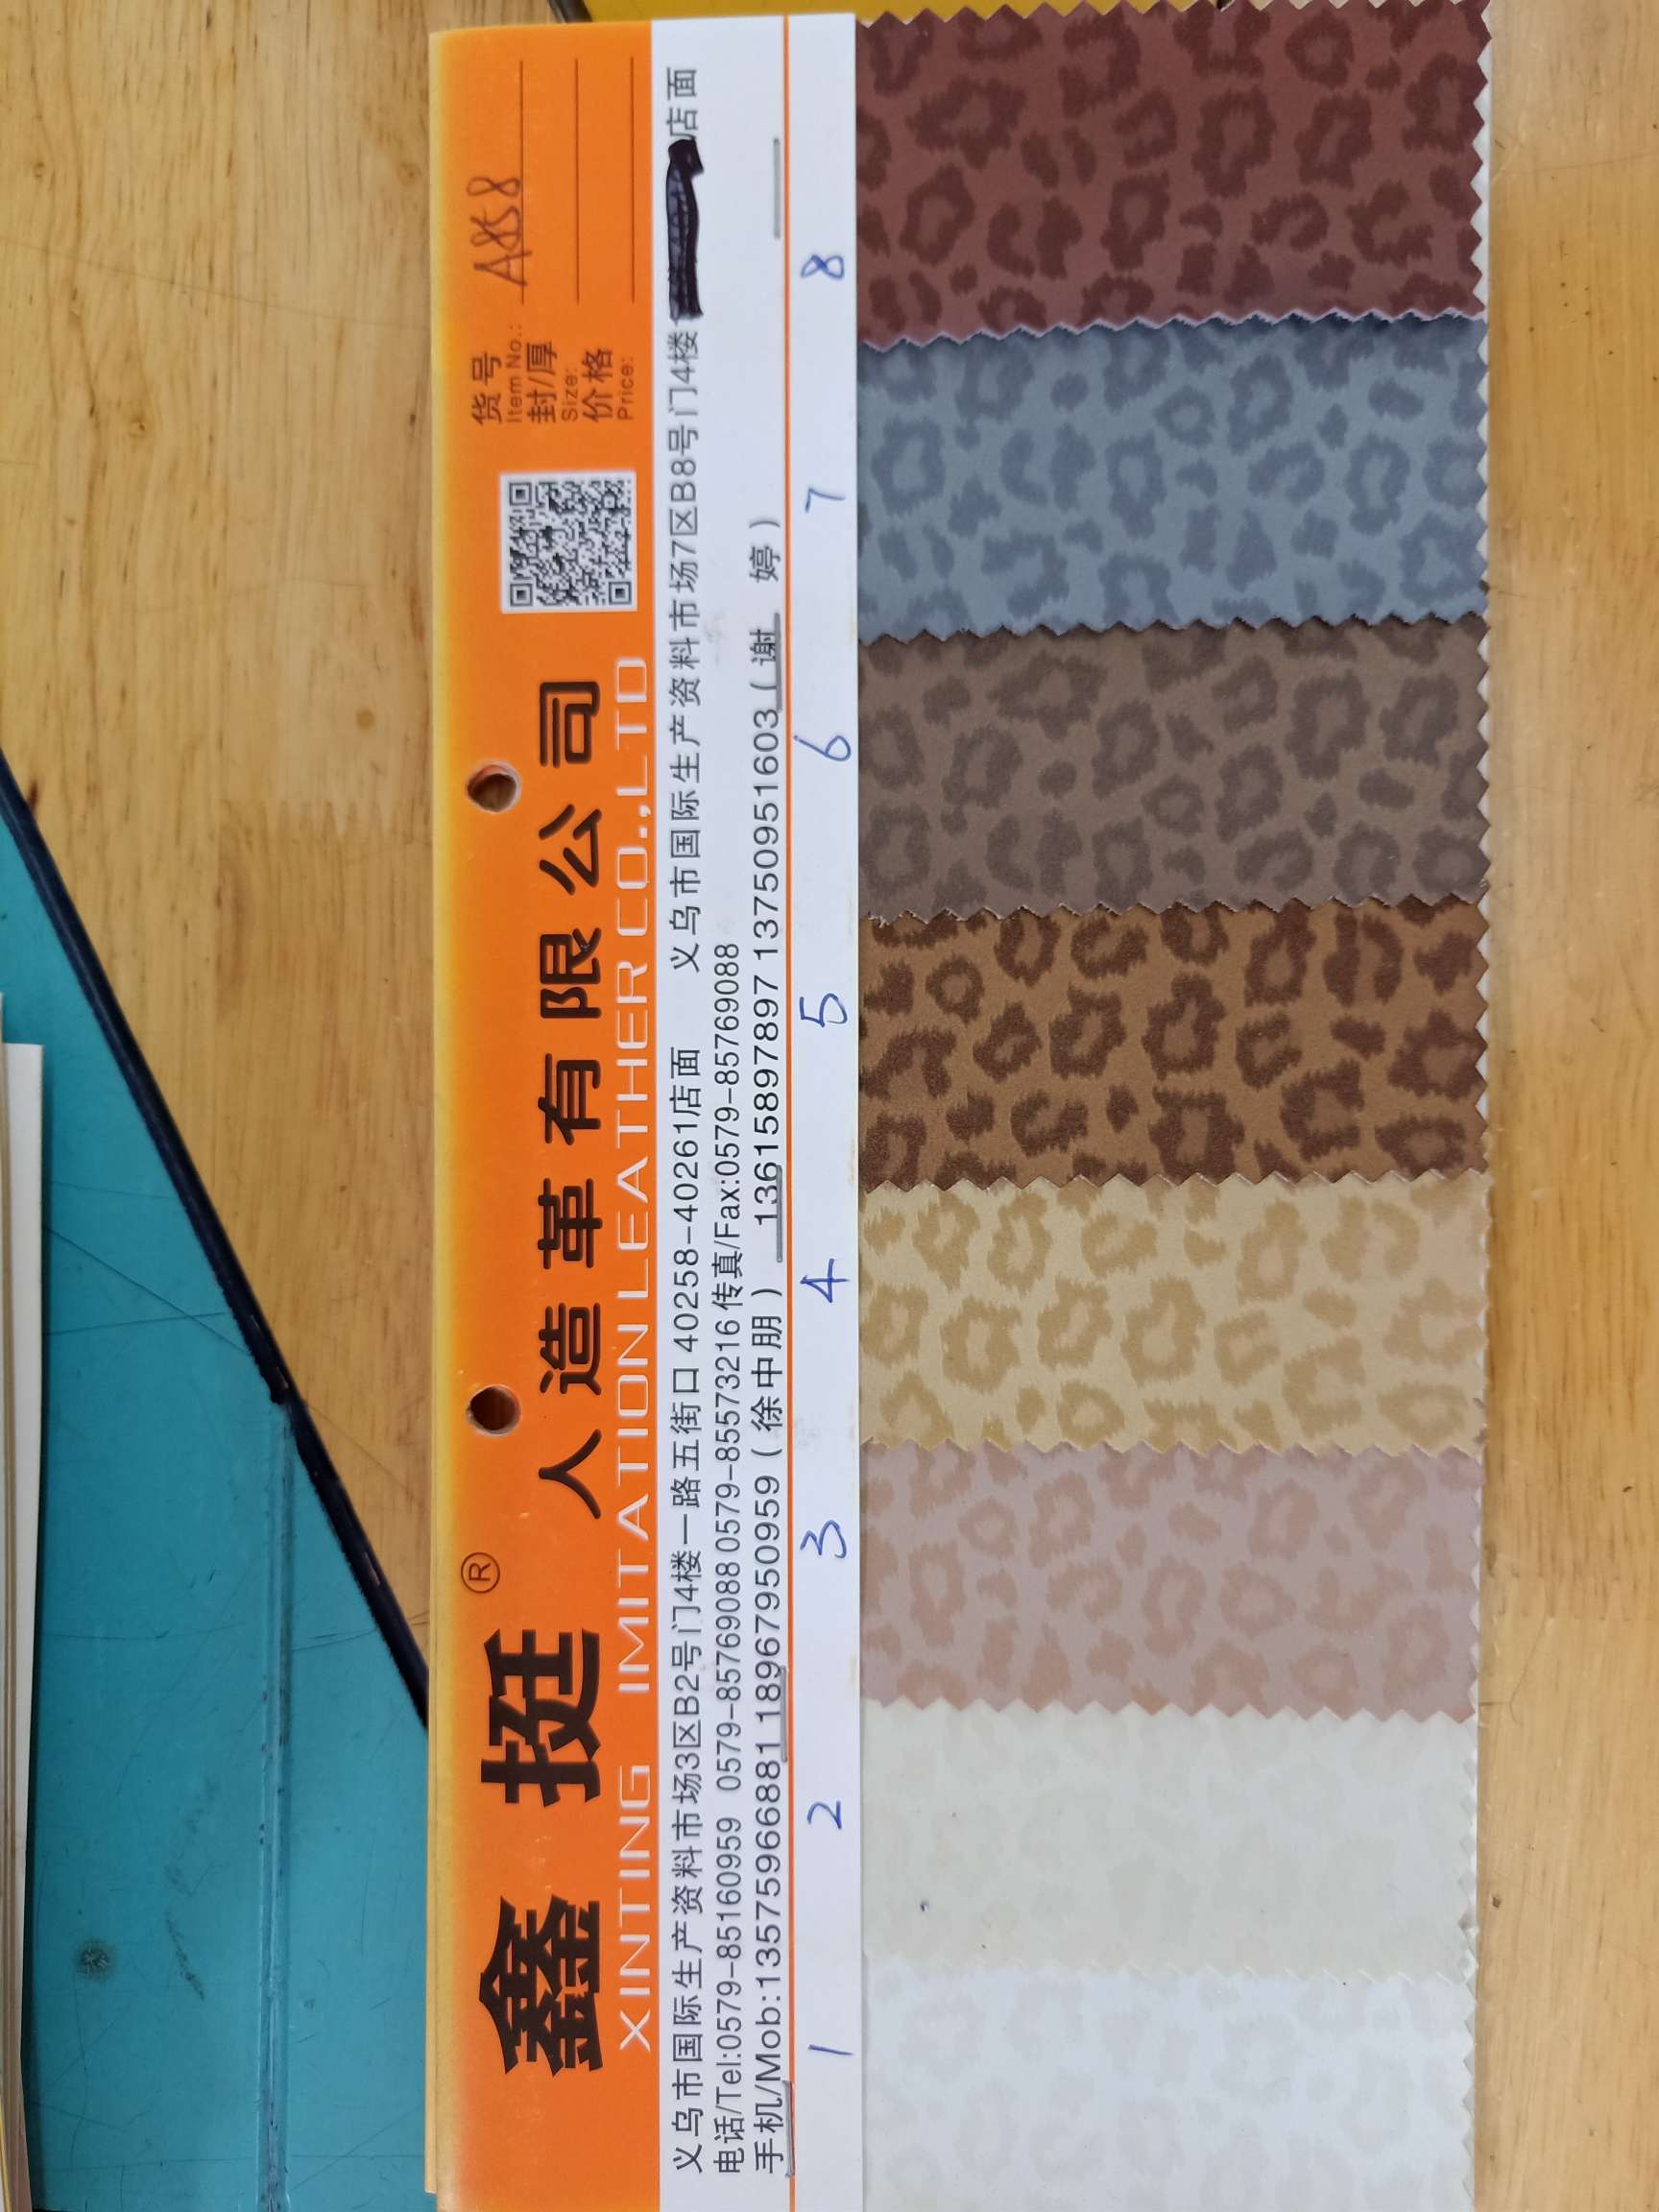 鑫挺® 人造革有限公司
XINTING IMITATION LEATHER CO.,LTD
货号
Item No.: A858
封/厚
Size:
价格
Price:
义乌市国际生产资料市场3区B2号门4楼一路五街口40258-40261店面 义乌市国际生产资料市场7区B8号门4楼 店面
电话/Tel:0579-85160959 0579-85769088 0579-85573216 传真/Fax:0579-85769088
手机/Mob:13575966881 18967950959 (徐中朋) 13615897897 13750951603 (谢 婷)
1 2 3 4 5 6 7 8